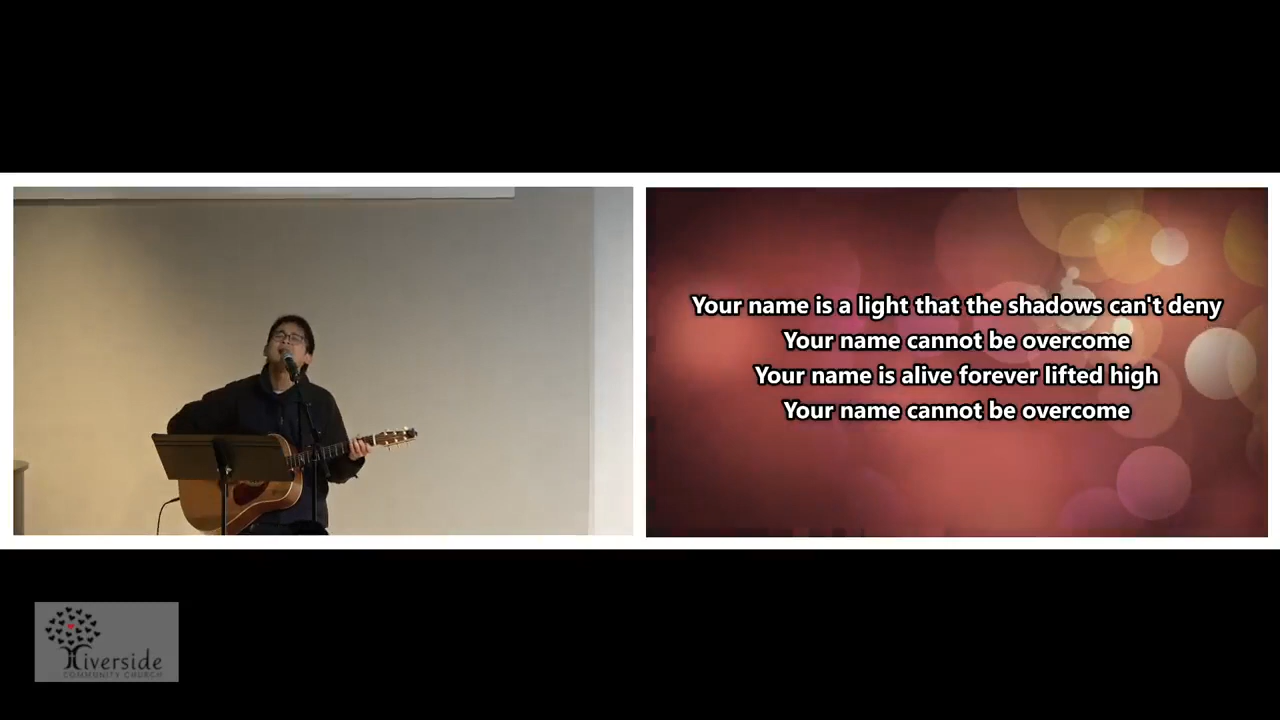 Your name is a light that the shadows can't deny
Your name cannot be overcome
Your name is alive forever lifted high
Your name cannot be overcome
Riverside
COMMUNITY CHURCH